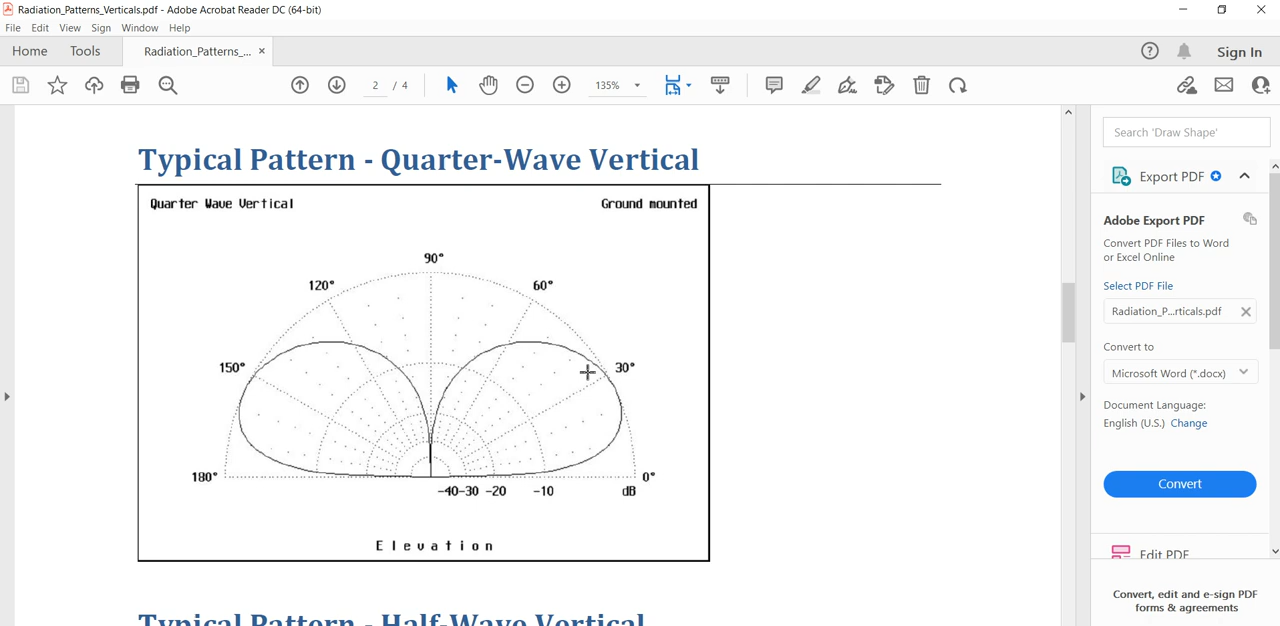 Radiation_Patterns_Verticals.pdf - Adobe Acrobat Reader DC (64-bit)
File Edit View Sign Window Help
Home Tools Radiation_Patterns_... × Sign In
2 / 4 135%
Typical Pattern - Quarter-Wave Vertical
Quarter Wave Vertical Ground mounted
90°
120° 60°
150° 30°
180° 0°
-40-30 -20 -10 dB
Elevation
Typical Pattern - Half-Wave Vertical
Search 'Draw Shape'
Export PDF
Adobe Export PDF
Convert PDF Files to Word
or Excel Online
Select PDF File
Radiation_P...rticals.pdf
Convert to
Microsoft Word (*.docx)
Document Language:
English (U.S.) Change
Convert
Edit PDF
Convert, edit and e-sign PDF
forms & agreements